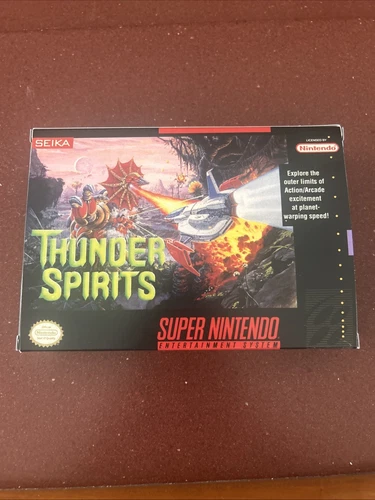 SEIKA
LICENSED BY
Nintendo
Explore the
outer limits of
Action/Arcade
excitement
at planet-
warping speed!
THUNDER
SPIRITS
SUPER NINTENDO
ENTERTAINMENT SYSTEM